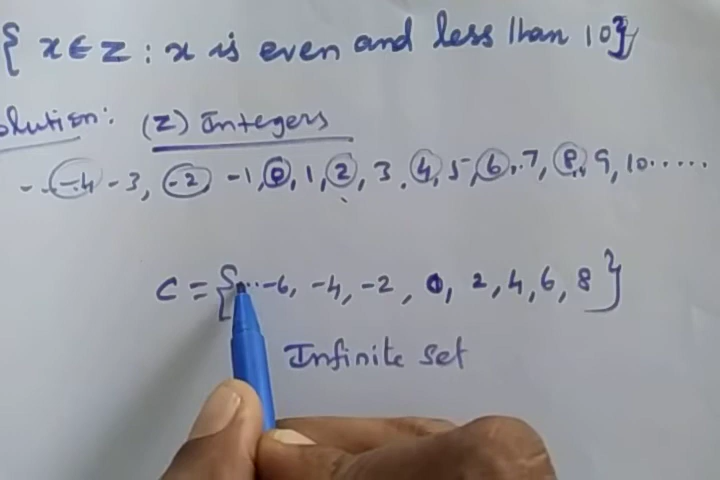 { x ∈ Z : x is even and less than 10}
olution: (Z) Integers
- -4 -3, -2 -1, 0, 1, 2, 3, 4, 5, 6, 7, 8, 9, 10.....
C = {...-6, -4, -2, 0, 2, 4, 6, 8}
Infinite set